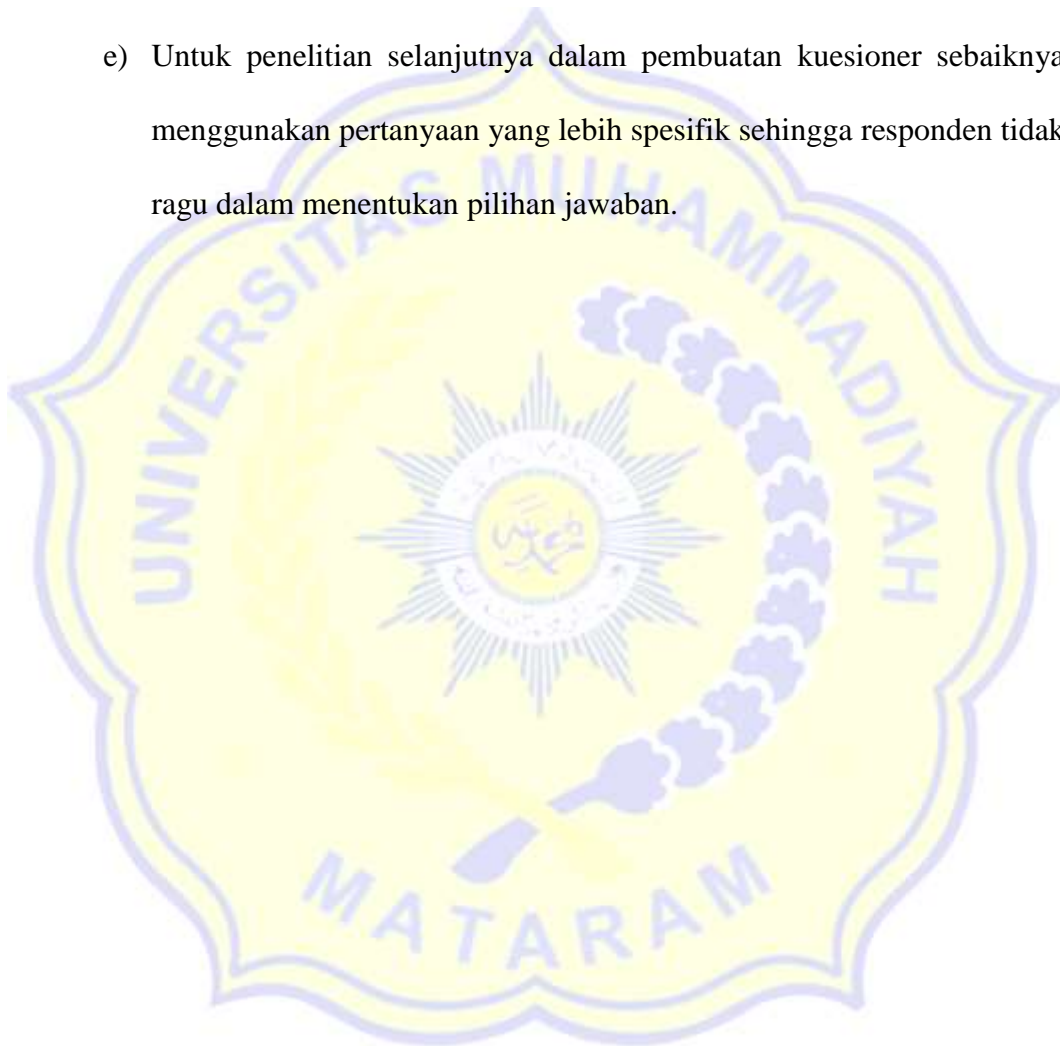 e) Untuk penelitian selanjutnya dalam pembuatan kuesioner sebaiknya
menggunakan pertanyaan yang lebih spesifik sehingga responden tidak
ragu dalam menentukan pilihan jawaban.
UNIVERSITAS MUHAMMADIYAH
MATARAM